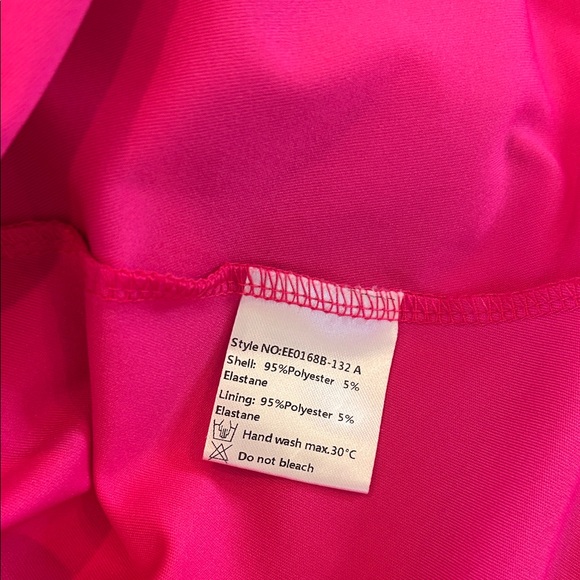 Style NO:EE0168B-132 A
Shell: 95%Polyester 5%
Elastane
Lining: 95%Polyester 5%
Elastane
Hand wash max.30°C
Do not bleach